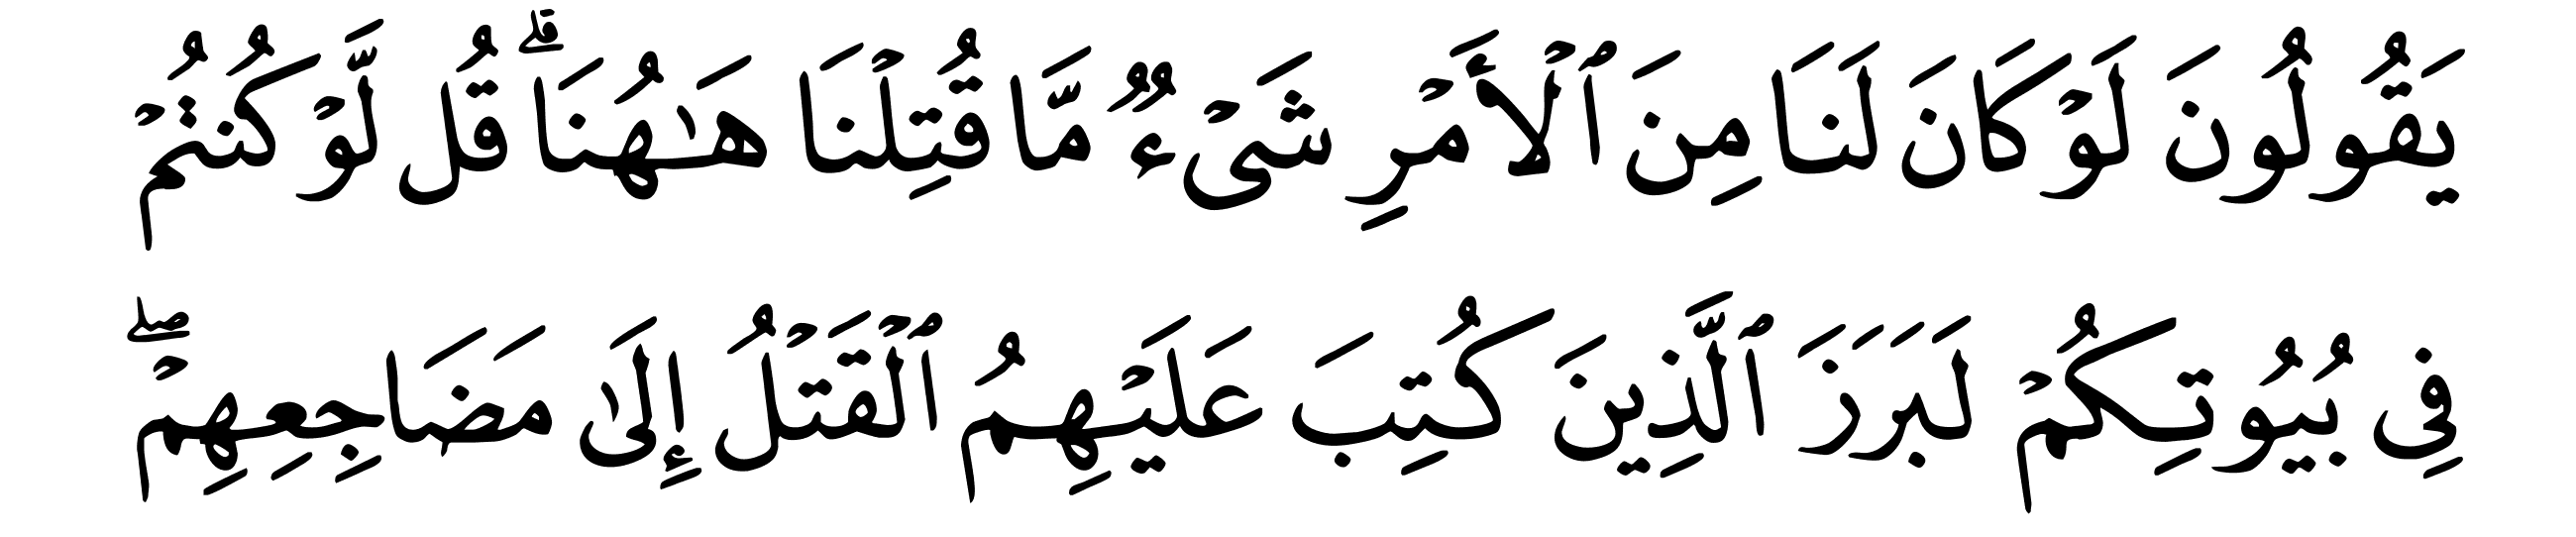 يَقُولُونَ لَوْ كَانَ لَنَا مِنَ ٱلْأَمْرِ شَىْءٌۭ مَّا قُتِلْنَا هَـٰهُنَا ۗ قُل لَّوْ كُنتُمْ
فِى بُيُوتِكُمْ لَبَرَزَ ٱلَّذِينَ كُتِبَ عَلَيْهِمُ ٱلْقَتْلُ إِلَىٰ مَضَاجِعِهِمْ ۖ